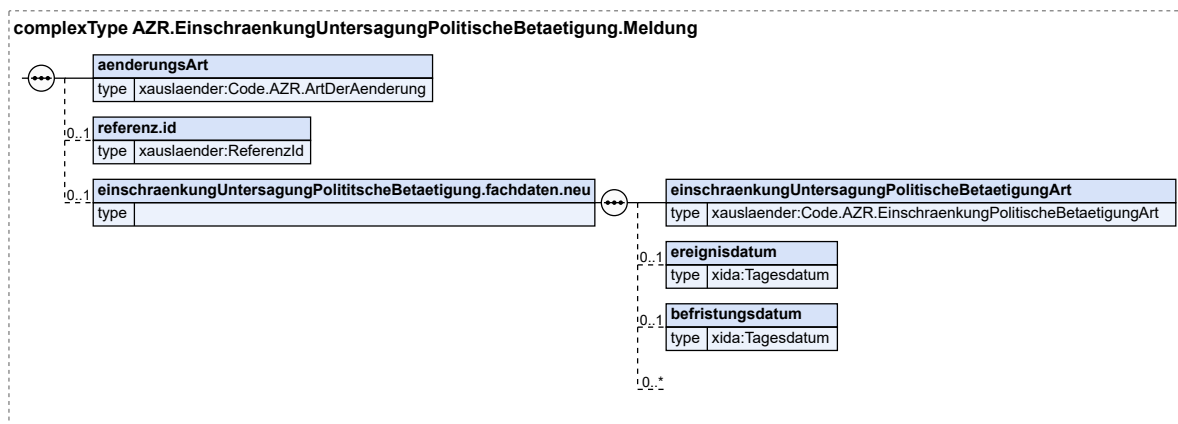 complexType AZR.EinschraenkungUntersagungPolitischeBetaetigung.Meldung
aenderungsArt
type xauslaender:Code.AZR.ArtDerAenderung
0..1 referenz.id
type xauslaender:ReferenzId
0..1 einschraenkungUntersagungPolititscheBetaetigung.fachdaten.neu
type
einschraenkungUntersagungPolitischeBetaetigungArt
type xauslaender:Code.AZR.EinschraenkungPolitischeBetaetigungArt
0..1 ereignisdatum
type xida:Tagesdatum
0..1 befristungsdatum
type xida:Tagesdatum
0..*